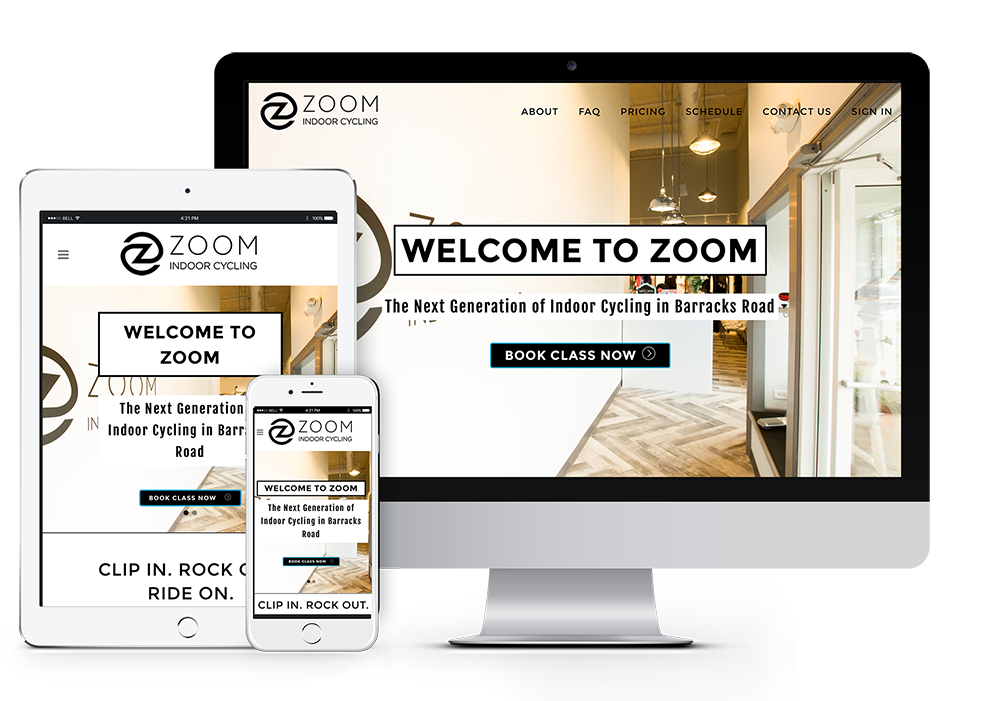 ZOOM
INDOOR CYCLING
ABOUT FAQ PRICING SCHEDULE CONTACT US SIGN IN
WELCOME TO ZOOM
The Next Generation of Indoor Cycling in Barracks Road
BOOK CLASS NOW
BELL 4:21 PM 100%
ZOOM
INDOOR CYCLING
WELCOME TO
ZOOM
ZOOM
IN
The Next Generation
Indoor Cycling in Barra
Road
BOOK CLASS NOW
CLIP IN. ROCK O
RIDE ON.
BELL 4:21 PM 100%
ZOOM
INDOOR CYCLING
WELCOME TO ZOOM
The Next Generation of
Indoor Cycling in Barracks
Road
BOOK CLASS NOW
CLIP IN. ROCK OUT.